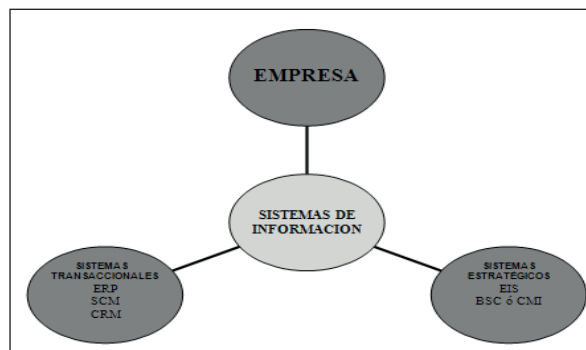 EMPRESA
SISTEMAS DE
INFORMACION
SISTEMAS
TRANSACCIONALES
ERP
SCM
CRM
SISTEMAS
ESTRATÉGICOS
EIS
BSC ó CMI